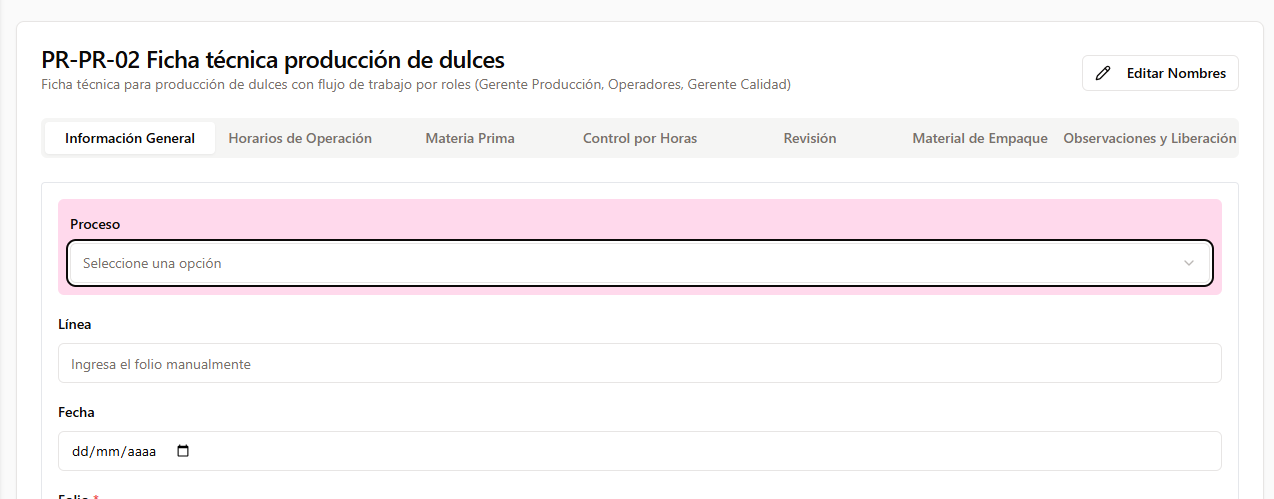 PR-PR-02 Ficha técnica producción de dulces
Ficha técnica para producción de dulces con flujo de trabajo por roles (Gerente Producción, Operadores, Gerente Calidad)
Editar Nombres
Información General Horarios de Operación Materia Prima Control por Horas Revisión Material de Empaque Observaciones y Liberación
Proceso
Seleccione una opción
Línea
Ingresa el folio manualmente
Fecha
dd/mm/aaaa
Folio *